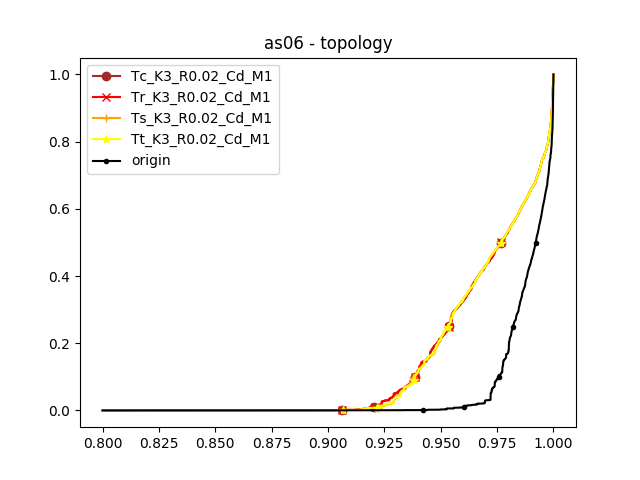 as06 - topology
Tc_K3_R0.02_Cd_M1
Tr_K3_R0.02_Cd_M1
Ts_K3_R0.02_Cd_M1
Tt_K3_R0.02_Cd_M1
origin
1.0
0.8
0.6
0.4
0.2
0.0
0.800 0.825 0.850 0.875 0.900 0.925 0.950 0.975 1.000